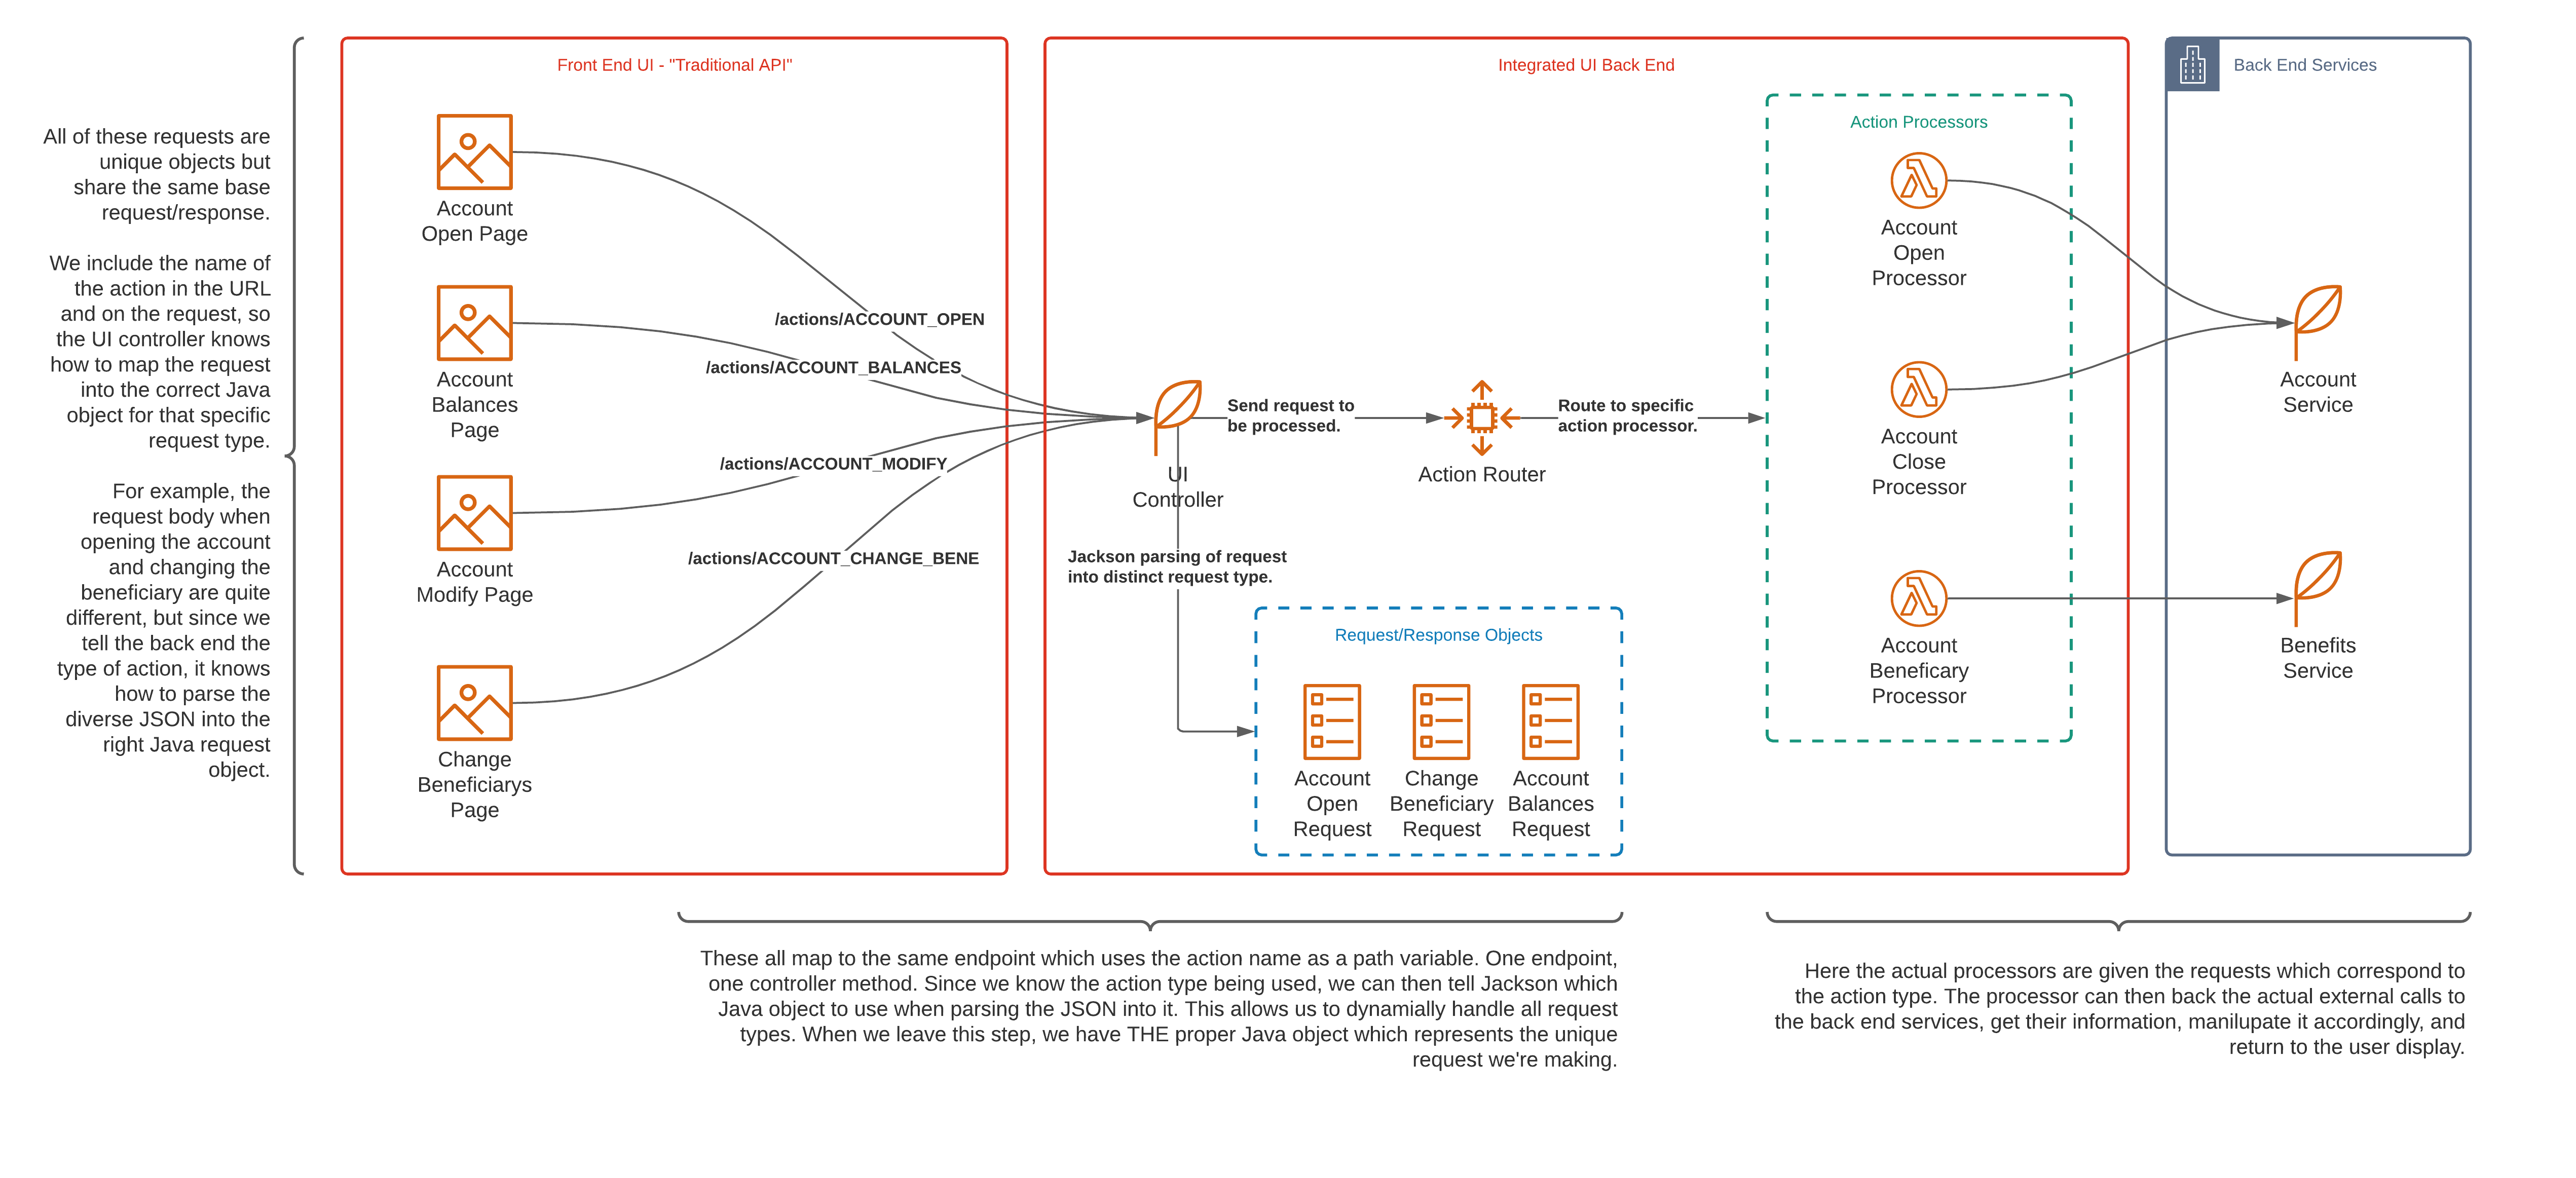 All of these requests are
unique objects but
share the same base
request/response.
We include the name of
the action in the URL
and on the request, so
the UI controller knows
how to map the request
into the correct Java
object for that specific
request type.
For example, the
request body when
opening the account
and changing the
beneficiary are quite
different, but since we
tell the back end the
type of action, it knows
how to parse the
diverse JSON into the
right Java request
object.
Front End UI - "Traditional API"
Account
Open Page
Account
Balances
Page
Account
Modify Page
Change
Beneficiarys
Page
/actions/ACCOUNT_OPEN
/actions/ACCOUNT_BALANCES
/actions/ACCOUNT_MODIFY
/actions/ACCOUNT_CHANGE_BENE
Integrated UI Back End
UI
Controller
Send request to
be processed.
Action Router
Route to specific
action processor.
Jackson parsing of request
into distinct request type.
Request/Response Objects
Account
Open
Request
Change
Beneficiary
Request
Account
Balances
Request
Action Processors
Account
Open
Processor
Account
Close
Processor
Account
Beneficary
Processor
Back End Services
Account
Service
Benefits
Service
These all map to the same endpoint which uses the action name as a path variable. One endpoint,
one controller method. Since we know the action type being used, we can then tell Jackson which
Java object to use when parsing the JSON into it. This allows us to dynamially handle all request
types. When we leave this step, we have THE proper Java object which represents the unique
request we're making.
Here the actual processors are given the requests which correspond to
the action type. The processor can then back the actual external calls to
the back end services, get their information, manilupate it accordingly, and
return to the user display.